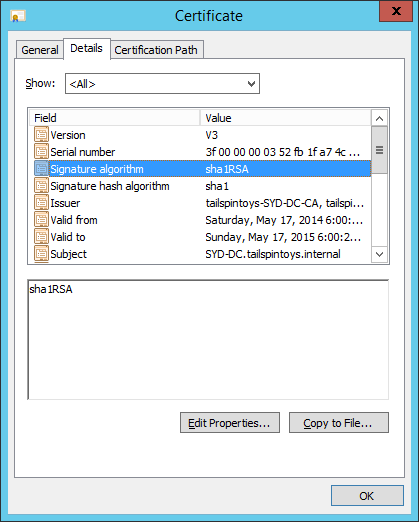 Certificate
General Details Certification Path
Show: <All>
Field Value
Version V3
Serial number 3f 00 00 00 03 52 fb 1f a7 4c ...
Signature algorithm sha1RSA
Signature hash algorithm sha1
Issuer tailspintoys-SYD-DC-CA, tailspi...
Valid from Saturday, May 17, 2014 6:00:...
Valid to Sunday, May 17, 2015 6:00:2...
Subject SYD-DC.tailspintoys.internal
sha1RSA
Edit Properties... Copy to File...
OK